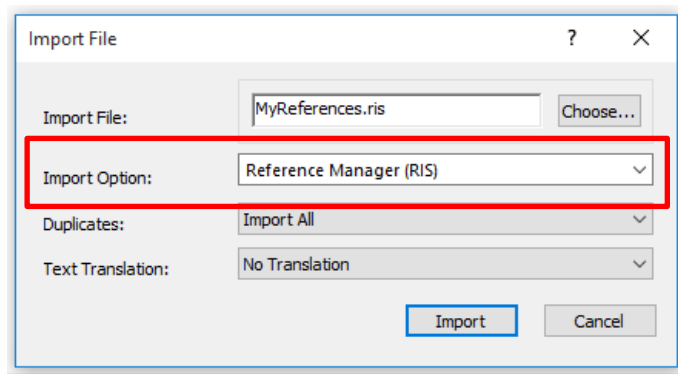 Import File ?
Import File: MyReferences.ris Choose...
Import Option: Reference Manager (RIS)
Duplicates: Import All
Text Translation: No Translation
Import Cancel